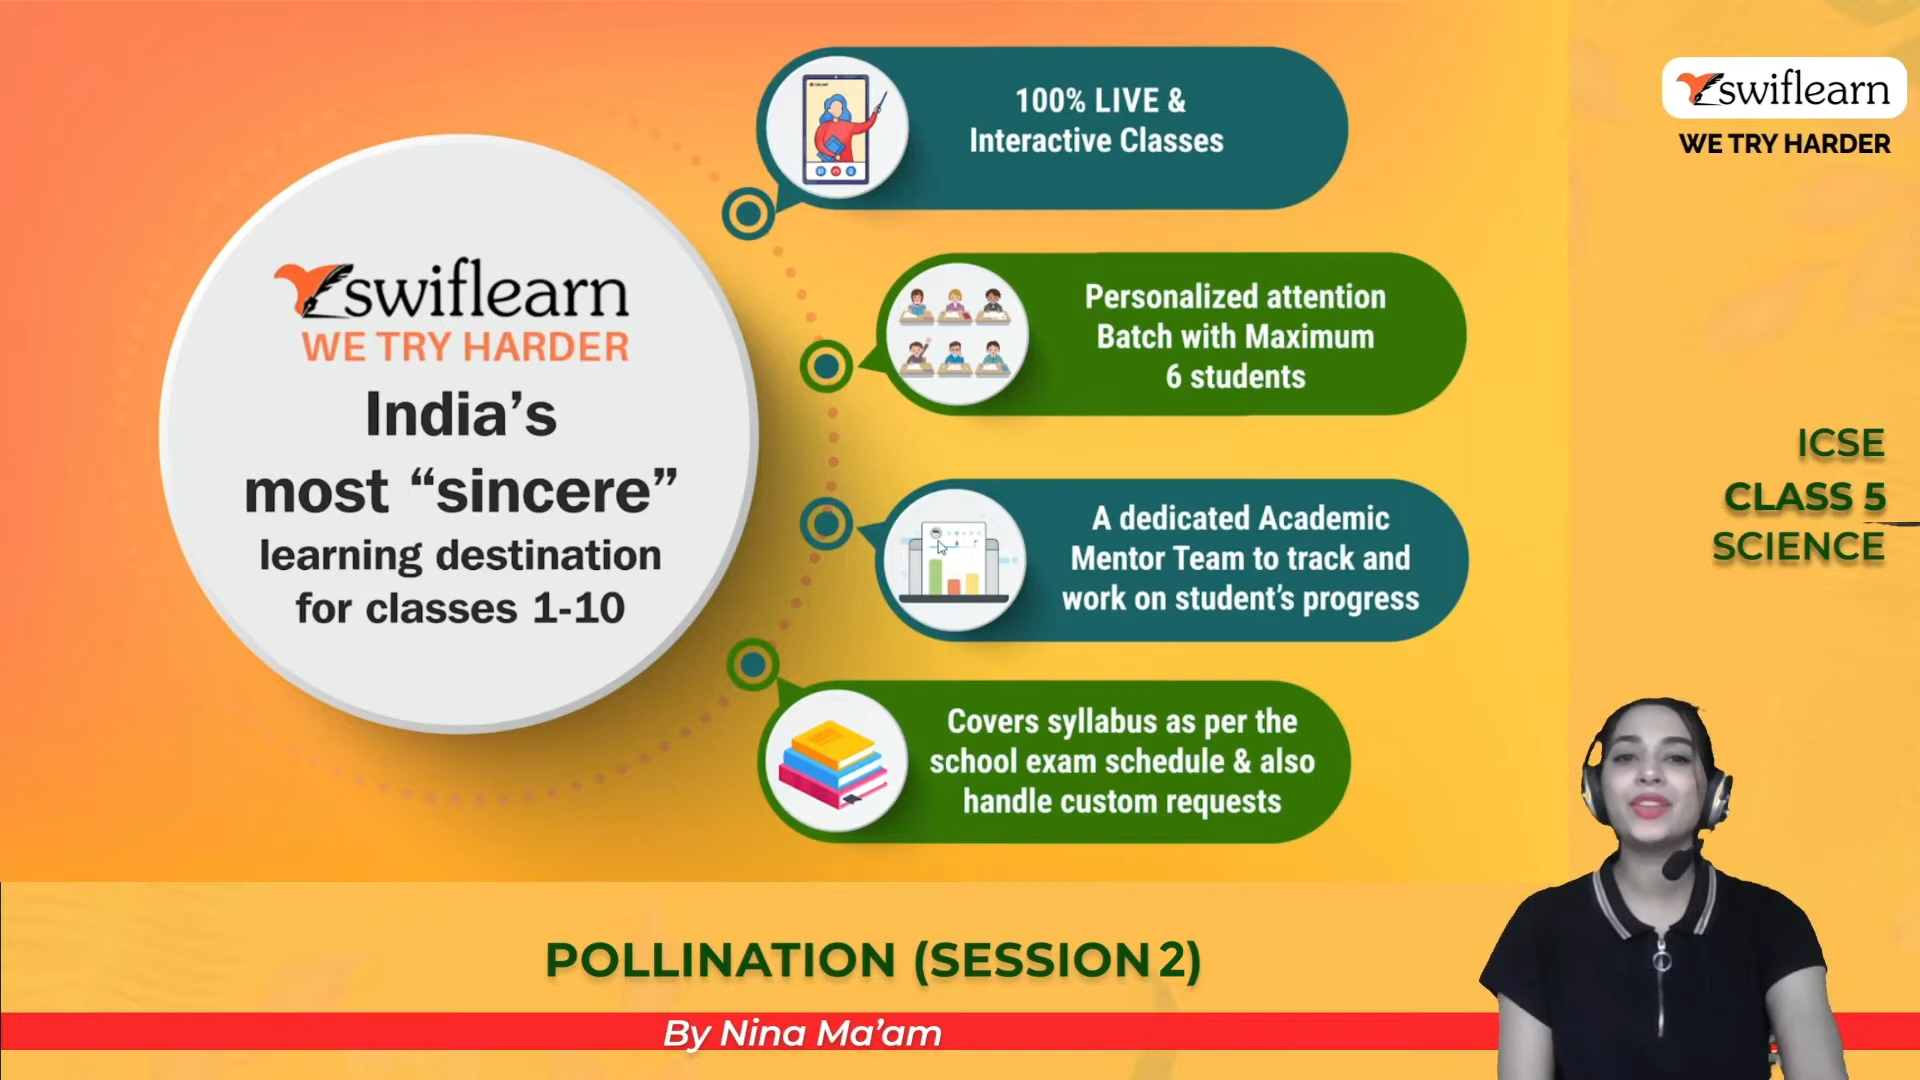 swiflearn
WE TRY HARDER
India's
most “sincere”
learning destination
for classes 1-10
100% LIVE &
Interactive Classes
Personalized attention
Batch with Maximum
6 students
A dedicated Academic
Mentor Team to track and
work on student's progress
Covers syllabus as per the
school exam schedule & also
handle custom requests
swiflearn
WE TRY HARDER
ICSE
CLASS 5
SCIENCE
POLLINATION (SESSION 2)
By Nina Ma'am